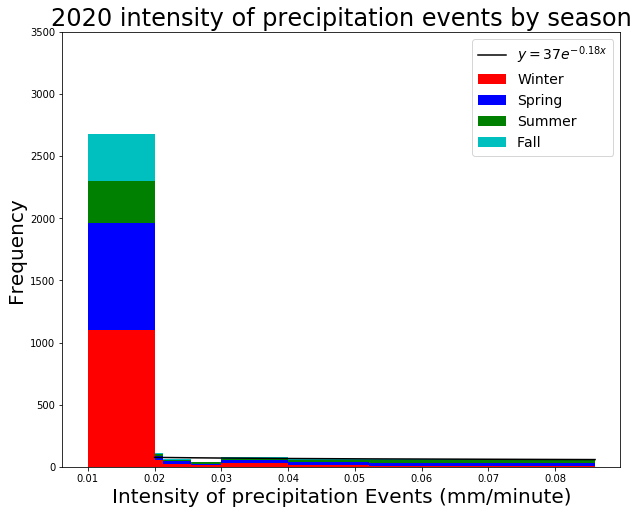 2020 intensity of precipitation events by season
3500
3000
2500
2000
1500
1000
500
0
Frequency
0.01 0.02 0.03 0.04 0.05 0.06 0.07 0.08
Intensity of precipitation Events (mm/minute)
y = 37e^{-0.18x}
Winter
Spring
Summer
Fall